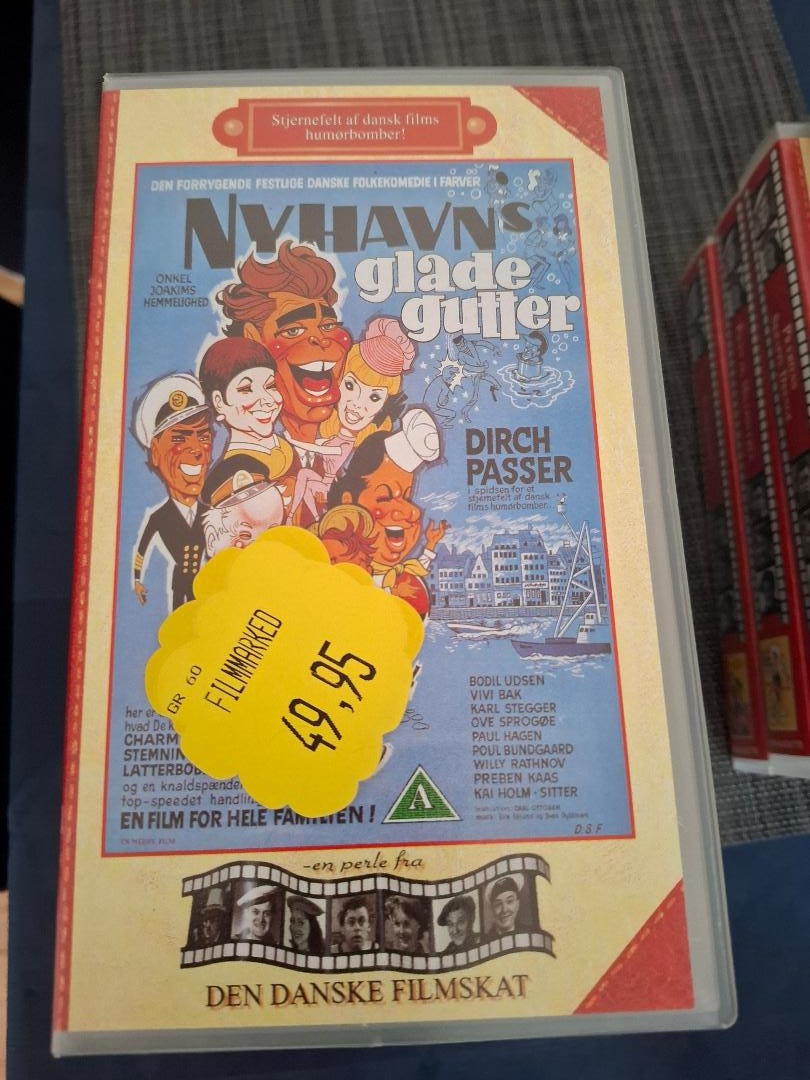 Stjernefelt af dansk films
humørbomber!
DEN FORRYGENDE FESTLIGE DANSKE FOLKEKOMEDIE I FARVER
NYHAVNS
glade
gutter
ONKEL
JOAKIMS
HEMMELIGHED
DIRCH
PASSER
i spidsen for et
stjernefelt af dansk
films humørbomber...
GR 60
FILMMARKED
49,95
BODIL UDSEN
VIVI BAK
KARL STEGGER
OVE SPROGØE
PAUL HAGEN
POUL BUNDGAARD
WILLY RATHNOV
PREBEN KAAS
KAI HOLM · SITTER
her er
hvad De k
CHARM
STEMNIN
LATTERBOB
og en knaldspænde
top-speedet handling
EN FILM FOR HELE FAMILIEN!
A
D.S.F
-en perle fra
DEN DANSKE FILMSKAT